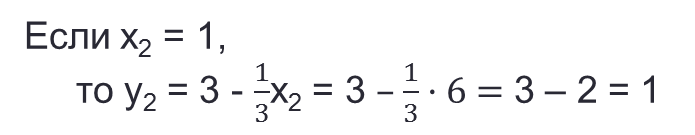 Если x₂ = 1,
то y₂ = 3 - 1/3x₂ = 3 – 1/3 · 6 = 3 – 2 = 1